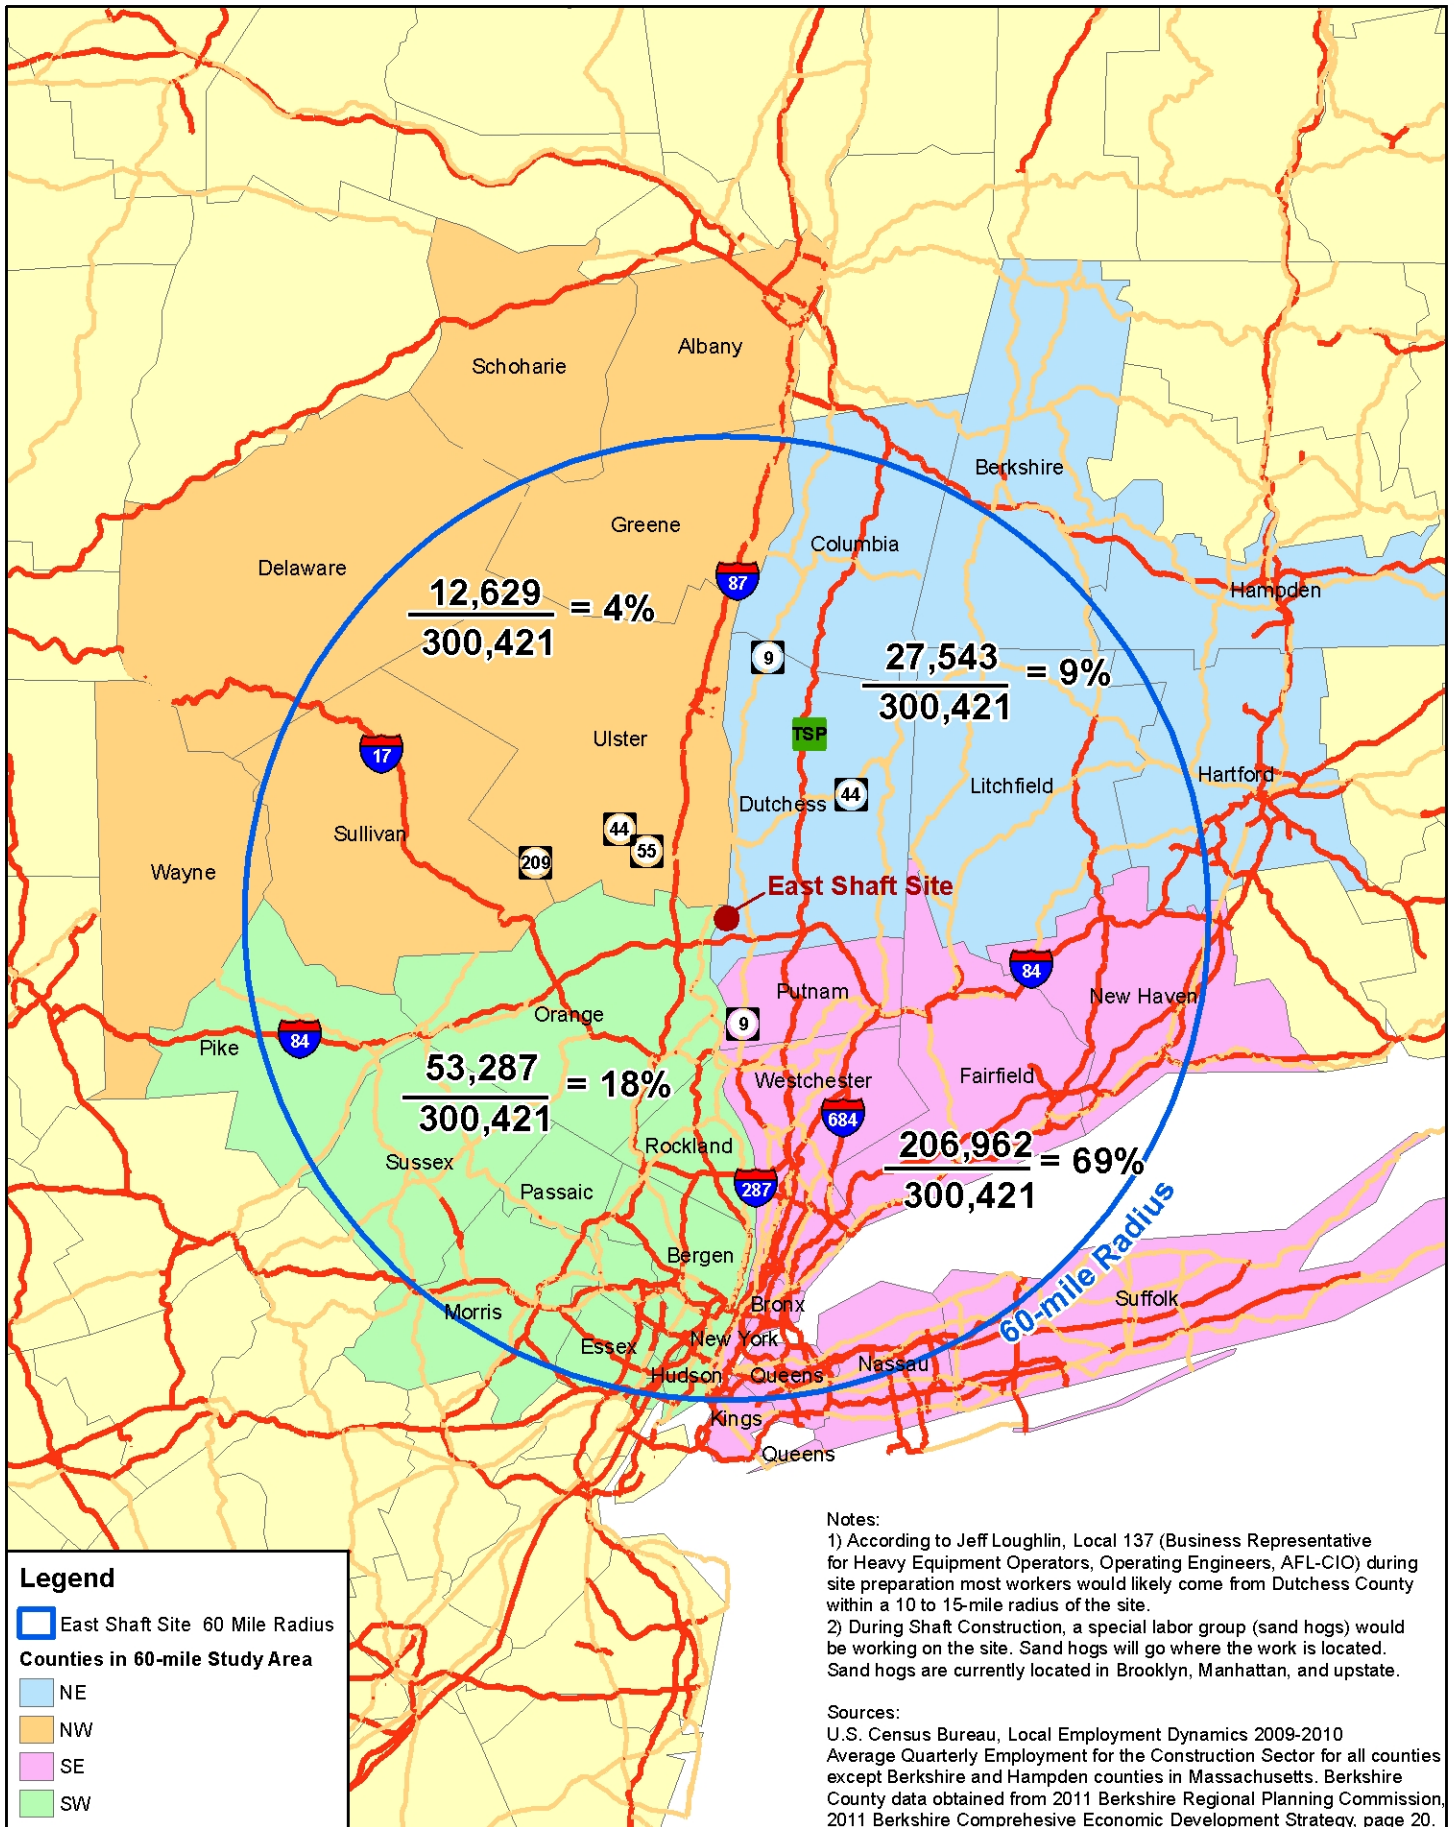 Schoharie
Albany
Berkshire
Greene
Columbia
Delaware
87
Hampden
12,629
300,421
= 4%
9
27,543
300,421
= 9%
17
Ulster
TSP
Dutchess
44
Litchfield
Hartford
Sullivan
44
55
209
Wayne
East Shaft Site
84
Putnam
New Haven
Orange
9
84
Pike
53,287
300,421
= 18%
Westchester
Fairfield
684
Rockland
206,962
300,421
= 69%
Sussex
Passaic
287
60-mile Radius
Bergen
Suffolk
Morris
Bronx
Essex
New York
Nassau
Hudson
Queens
Kings
Queens
Notes:
1) According to Jeff Loughlin, Local 137 (Business Representative
for Heavy Equipment Operators, Operating Engineers, AFL-CIO) during
site preparation most workers would likely come from Dutchess County
within a 10 to 15-mile radius of the site.
2) During Shaft Construction, a special labor group (sand hogs) would
be working on the site. Sand hogs will go where the work is located.
Sand hogs are currently located in Brooklyn, Manhattan, and upstate.
Sources:
U.S. Census Bureau, Local Employment Dynamics 2009-2010
Average Quarterly Employment for the Construction Sector for all counties
except Berkshire and Hampden counties in Massachusetts. Berkshire
County data obtained from 2011 Berkshire Regional Planning Commission,
2011 Berkshire Comprehesive Economic Development Strategy, page 20.
Legend
East Shaft Site 60 Mile Radius
Counties in 60-mile Study Area
NE
NW
SE
SW